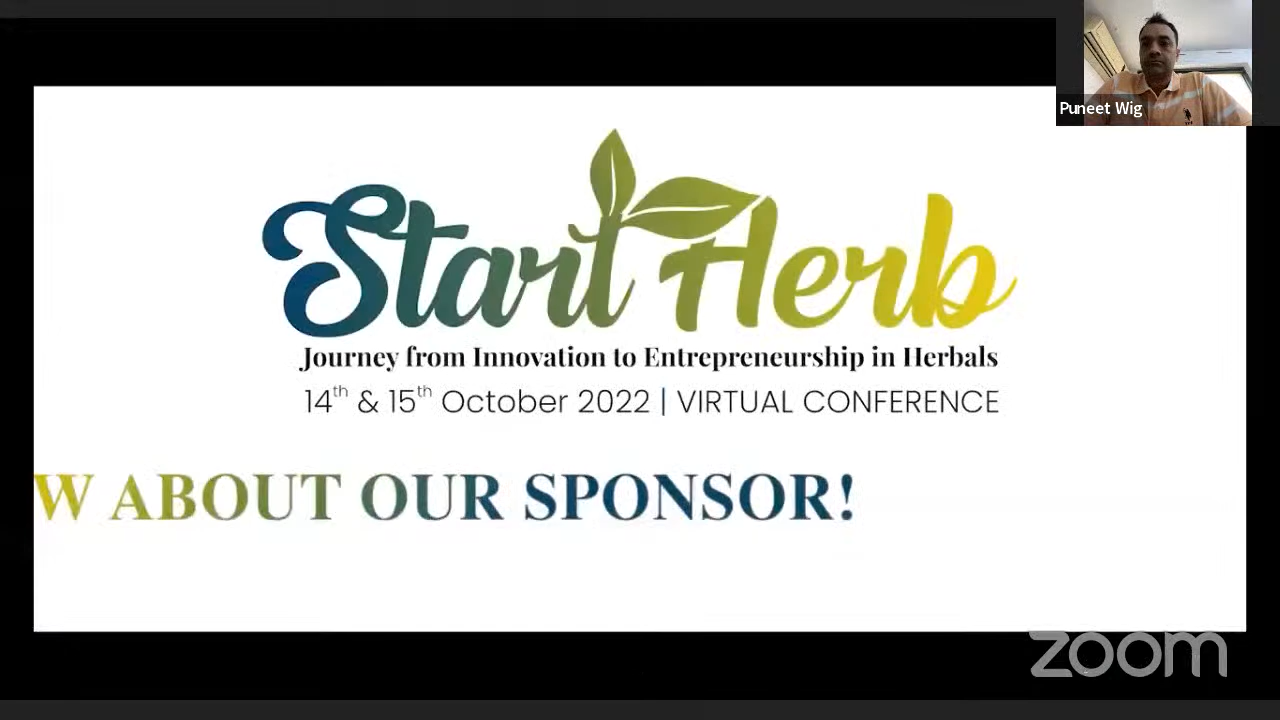 Puneet Wig
Start Herb
Journey from Innovation to Entrepreneurship in Herbals
14th & 15th October 2022 | VIRTUAL CONFERENCE
W ABOUT OUR SPONSOR!
zoom